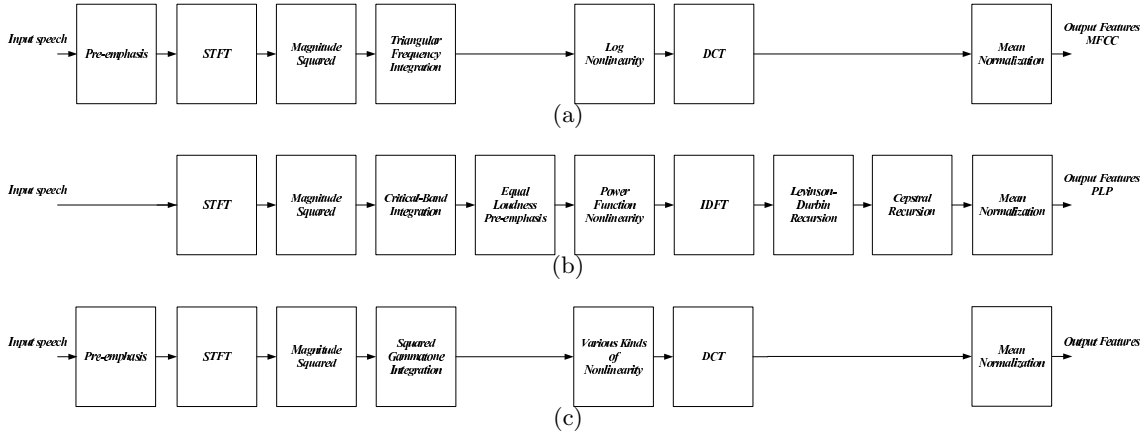 Input speech
Pre-emphasis
STFT
Magnitude
Squared
Triangular
Frequency
Integration
Log
Nonlinearity
DCT
Mean
Normalization
Output Features
MFCC
(a)
Input speech
STFT
Magnitude
Squared
Critical-Band
Integration
Equal
Loudness
Pre-emphasis
Power
Function
Nonlinearity
IDFT
Levinson-
Durbin
Recursion
Cepstral
Recursion
Mean
Normalization
Output Features
PLP
(b)
Input speech
Pre-emphasis
STFT
Magnitude
Squared
Squared
Gammatone
Integration
Various Kinds
of
Nonlinearity
DCT
Mean
Normalization
Output Features
(c)